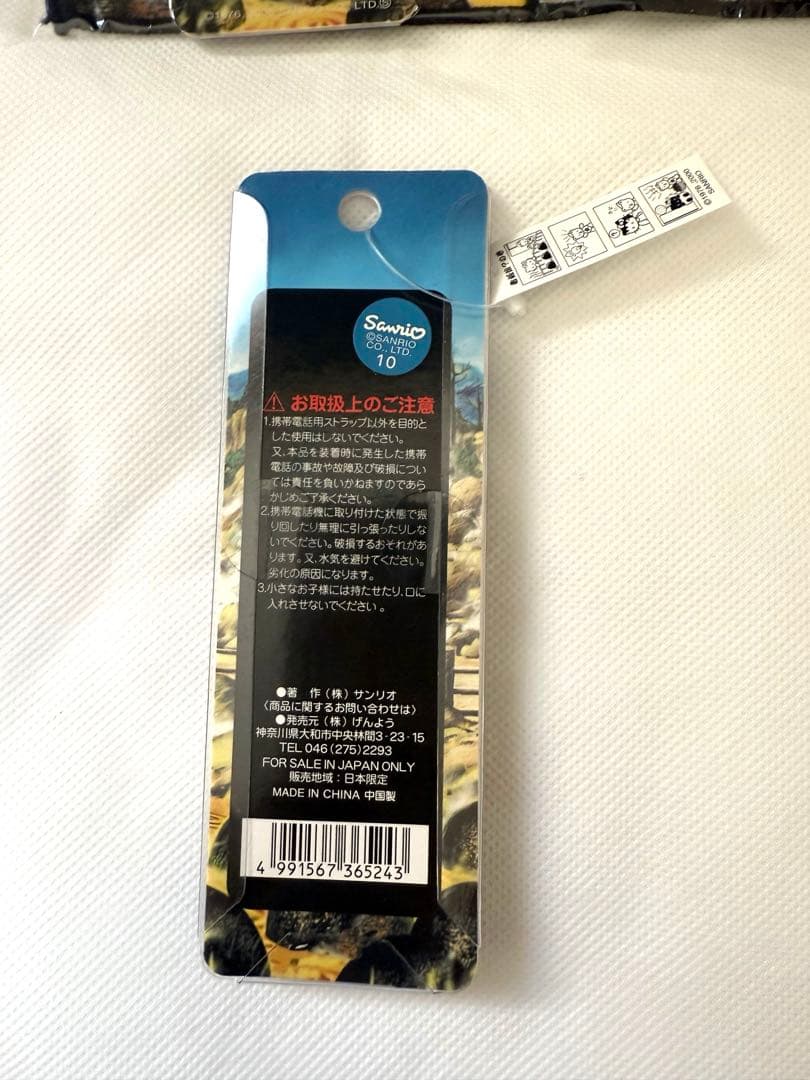 LTD.Ⓢ
©1976,
©1976,2000
SANRIO
Sanrio
©SANRIO
CO., LTD.
10
お取扱上のご注意
1.携帯電話用ストラップ以外を目的と
した使用はしないでください。
又、本品を装着時に発生した携帯
電話の事故や故障及び破損につい
ては責任を負いかねますのであら
かじめご了承ください。
2.携帯電話機に取り付けた状態で振
り回したり無理に引っ張ったりしな
いでください。破損するおそれがあ
ります。又、水気を避けてください。
劣化の原因になります。
3.小さなお子様には持たせたり、口に
入れさせないでください。
●著 作(株)サンリオ
〈商品に関するお問い合わせは〉
●発売元(株)げんよう
神奈川県大和市中央林間3-23-15
TEL 046(275)2293
FOR SALE IN JAPAN ONLY
販売地域:日本限定
MADE IN CHINA 中国製
4 991567 365243